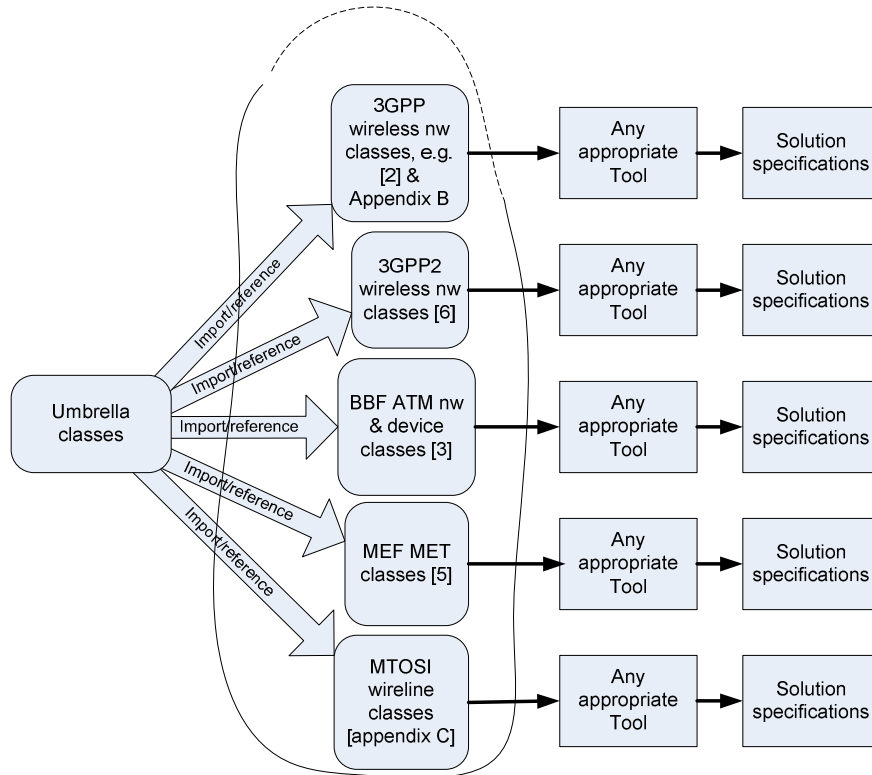 3GPP
wireless nw
classes, e.g.
[2] &
Appendix B
Any
appropriate
Tool
Solution
specifications
Import/reference
3GPP2
wireless nw
classes [6]
Any
appropriate
Tool
Solution
specifications
Import/reference
Umbrella
classes
Import/reference
BBF ATM nw
& device
classes [3]
Any
appropriate
Tool
Solution
specifications
Import/reference
MEF MET
classes [5]
Any
appropriate
Tool
Solution
specifications
Import/reference
MTOSI
wireline
classes
[appendix C]
Any
appropriate
Tool
Solution
specifications